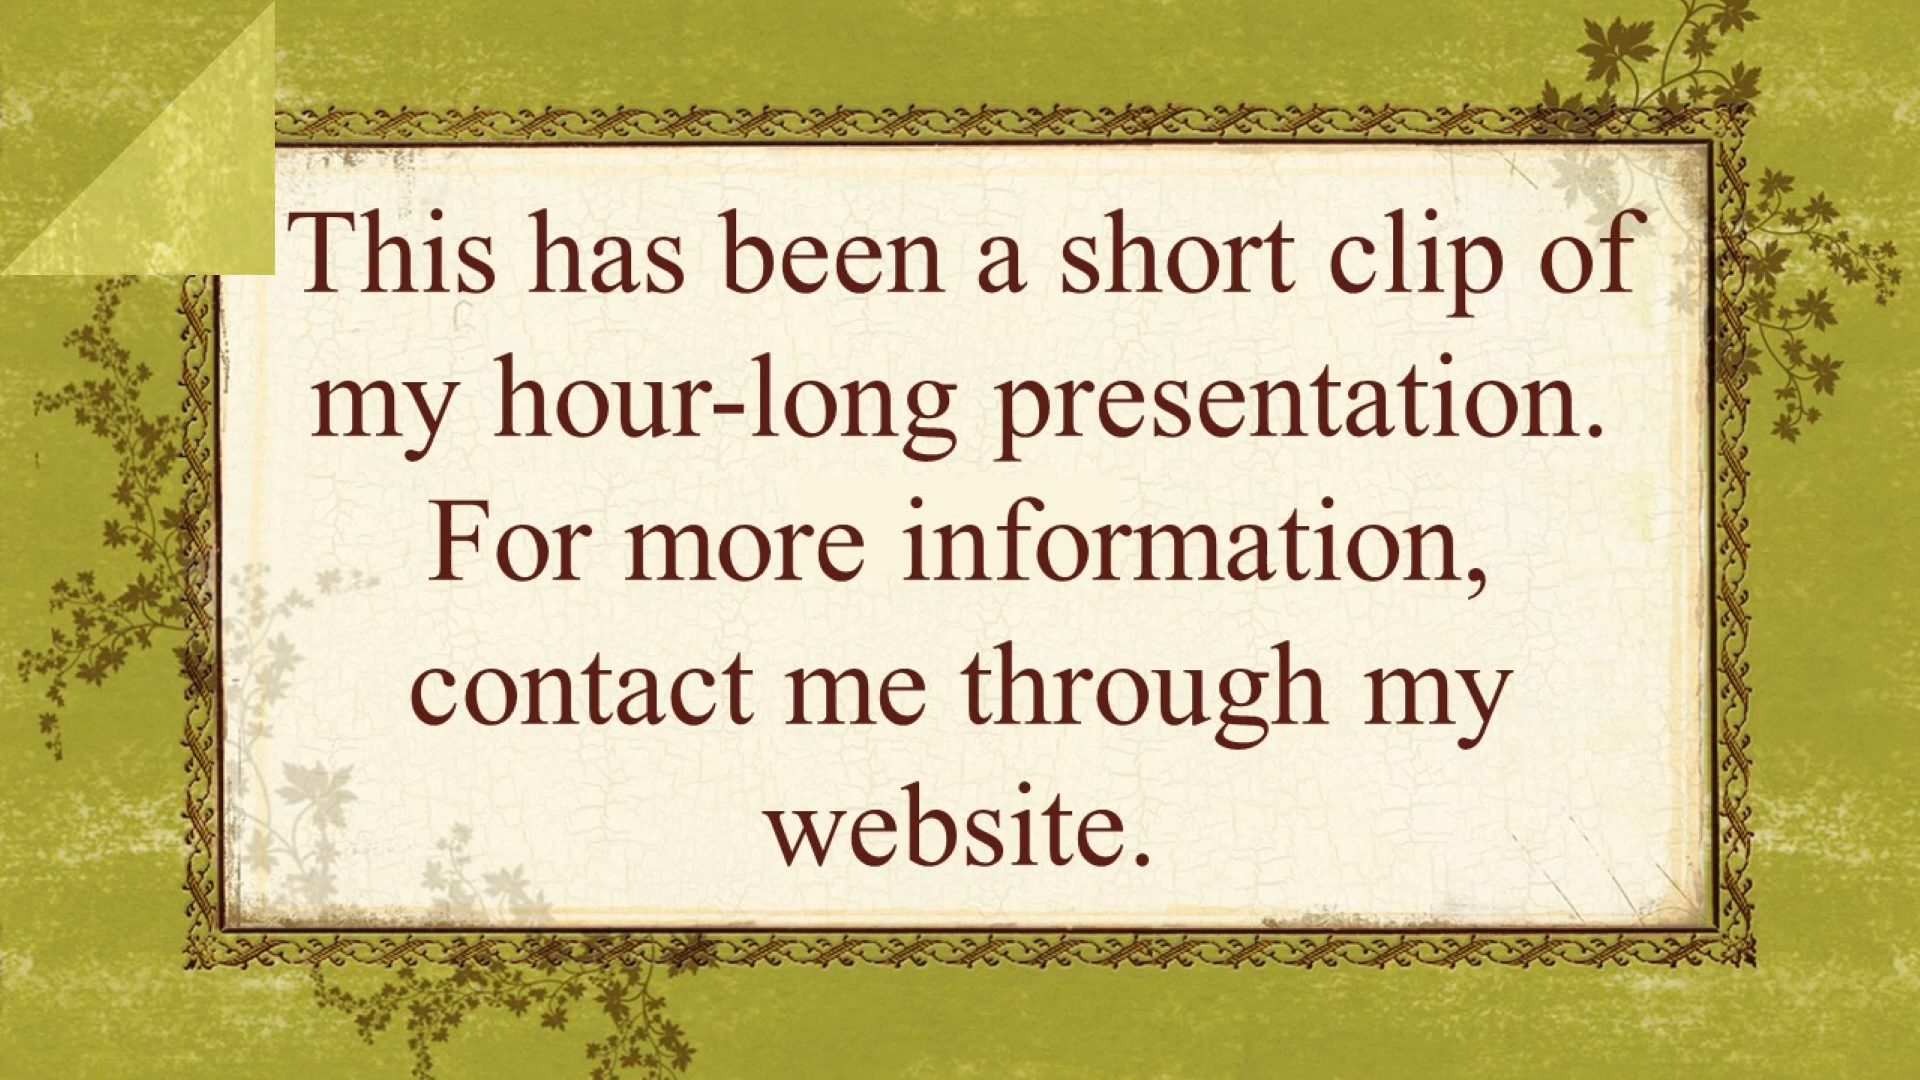 This has been a short clip of
my hour-long presentation.
For more information,
contact me through my
website.